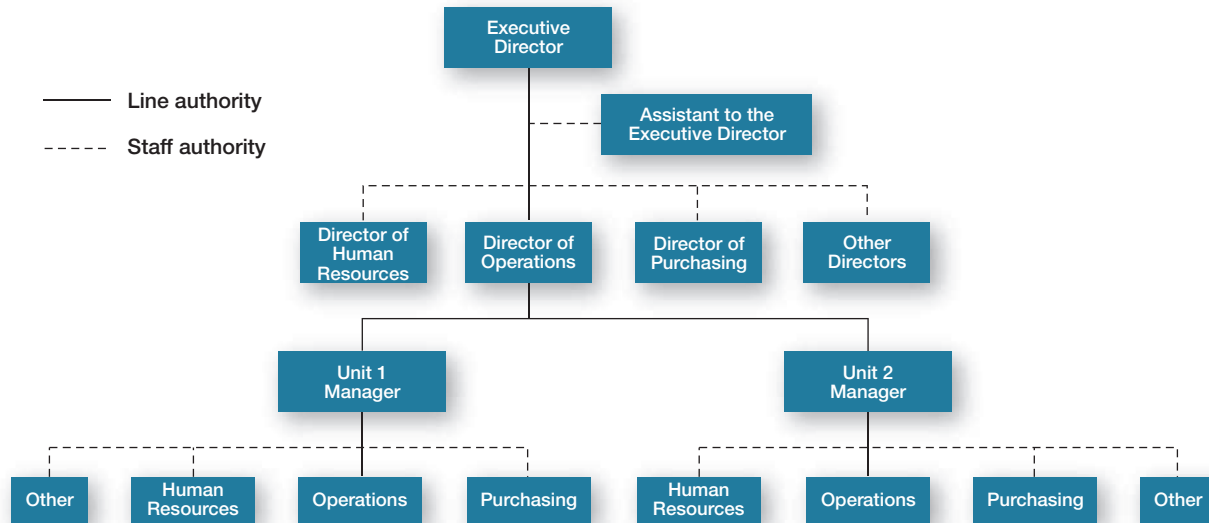 Executive
Director
Line authority
Assistant to the
Executive Director
Staff authority
Director of
Human
Resources
Director of
Operations
Director of
Purchasing
Other
Directors
Unit 1
Manager
Unit 2
Manager
Other
Human
Resources
Operations
Purchasing
Human
Resources
Operations
Purchasing
Other